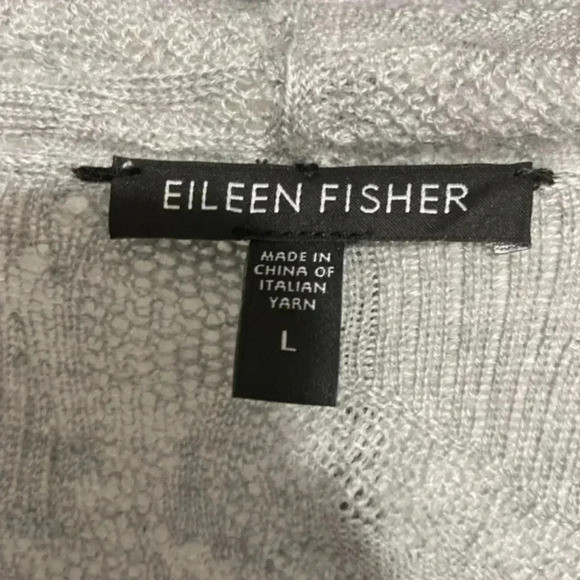 EILEEN FISHER
MADE IN
CHINA OF
ITALIAN
YARN
L